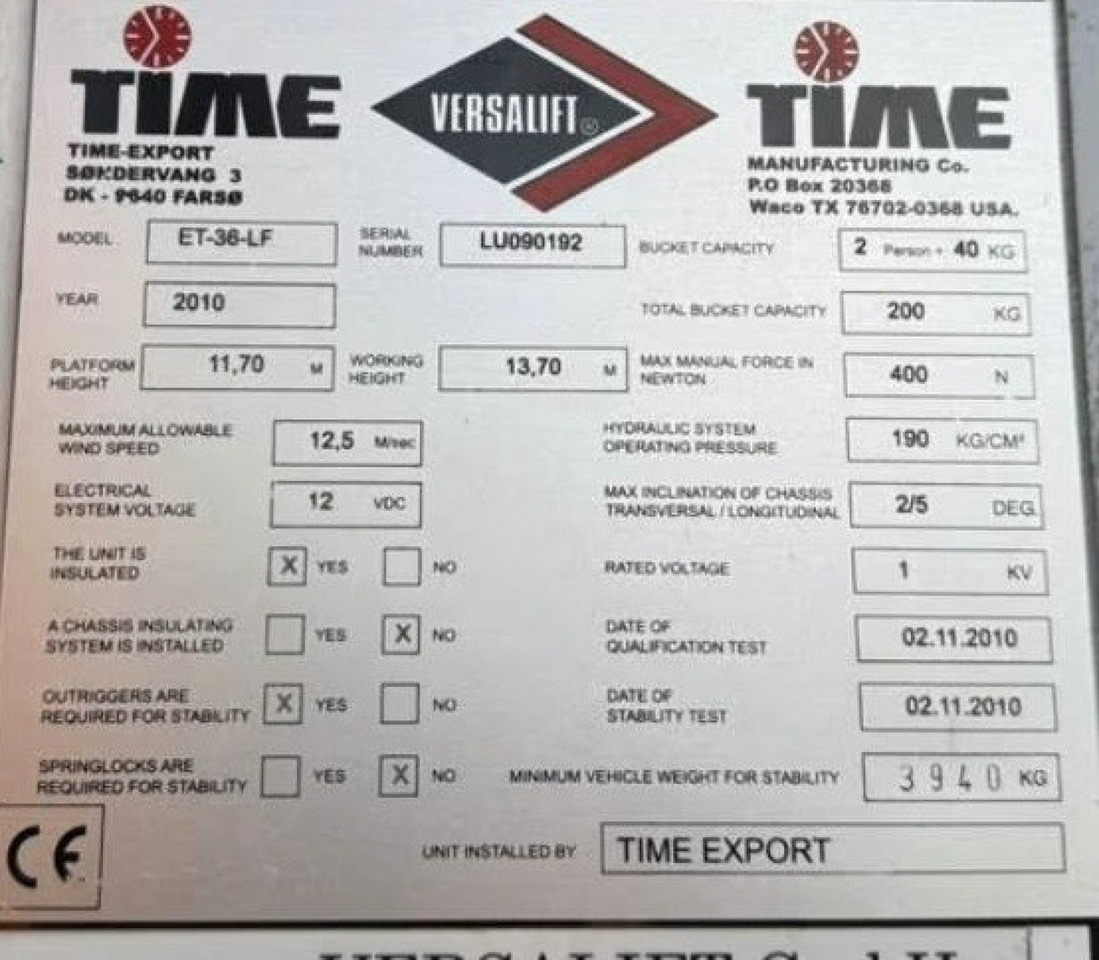 TIME
TIME-EXPORT
SØNDERVANG 3
DK - 9640 FARSØ
VERSALIFT®
TIME
MANUFACTURING Co.
P.O Box 20368
Waco TX 76702-0368 USA.
MODEL ET-36-LF
SERIAL
NUMBER LU090192
BUCKET CAPACITY 2 Person + 40 KG
YEAR 2010
TOTAL BUCKET CAPACITY 200 KG
PLATFORM
HEIGHT 11,70 M
WORKING
HEIGHT 13,70 M
MAX MANUAL FORCE IN
NEWTON 400 N
MAXIMUM ALLOWABLE
WIND SPEED 12,5 M/sec
HYDRAULIC SYSTEM
OPERATING PRESSURE 190 KG/CM²
ELECTRICAL
SYSTEM VOLTAGE 12 VDC
MAX INCLINATION OF CHASSIS
TRANSVERSAL / LONGITUDINAL 2/5 DEG.
THE UNIT IS
INSULATED X YES NO
RATED VOLTAGE 1 KV
A CHASSIS INSULATING
SYSTEM IS INSTALLED YES X NO
DATE OF
QUALIFICATION TEST 02.11.2010
OUTRIGGERS ARE
REQUIRED FOR STABILITY X YES NO
DATE OF
STABILITY TEST 02.11.2010
SPRINGLOCKS ARE
REQUIRED FOR STABILITY YES X NO
MINIMUM VEHICLE WEIGHT FOR STABILITY 3940 KG
CE
UNIT INSTALLED BY TIME EXPORT